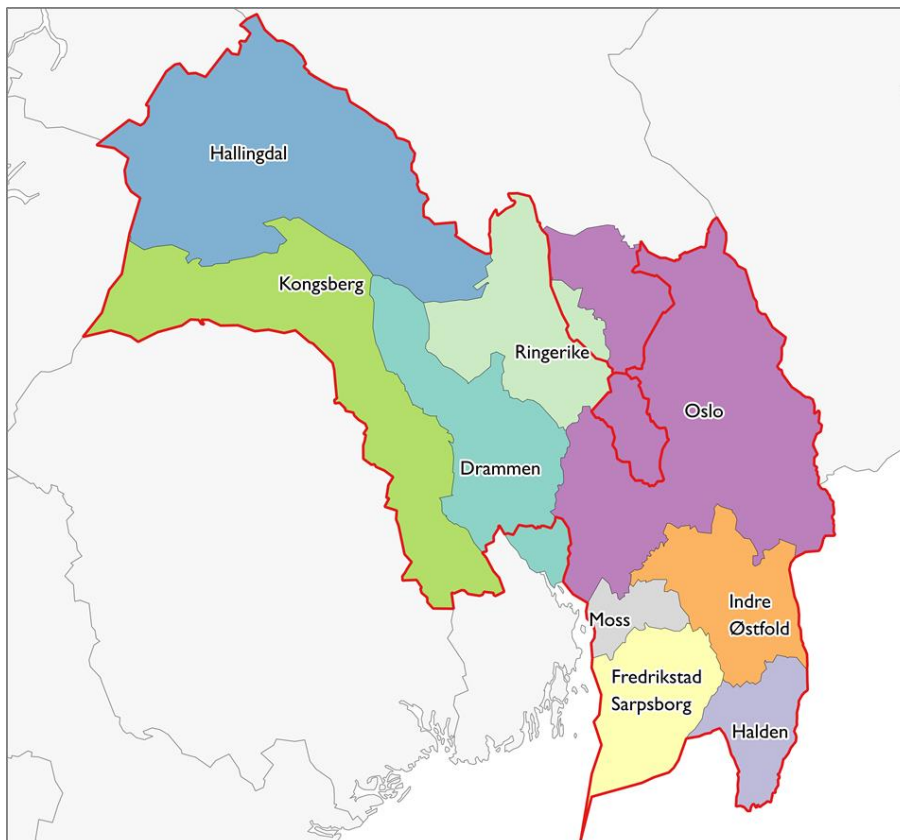 Hallingdal
Kongsberg
Ringerike
Oslo
Drammen
Indre
Østfold
Moss
Fredrikstad
Sarpsborg
Halden